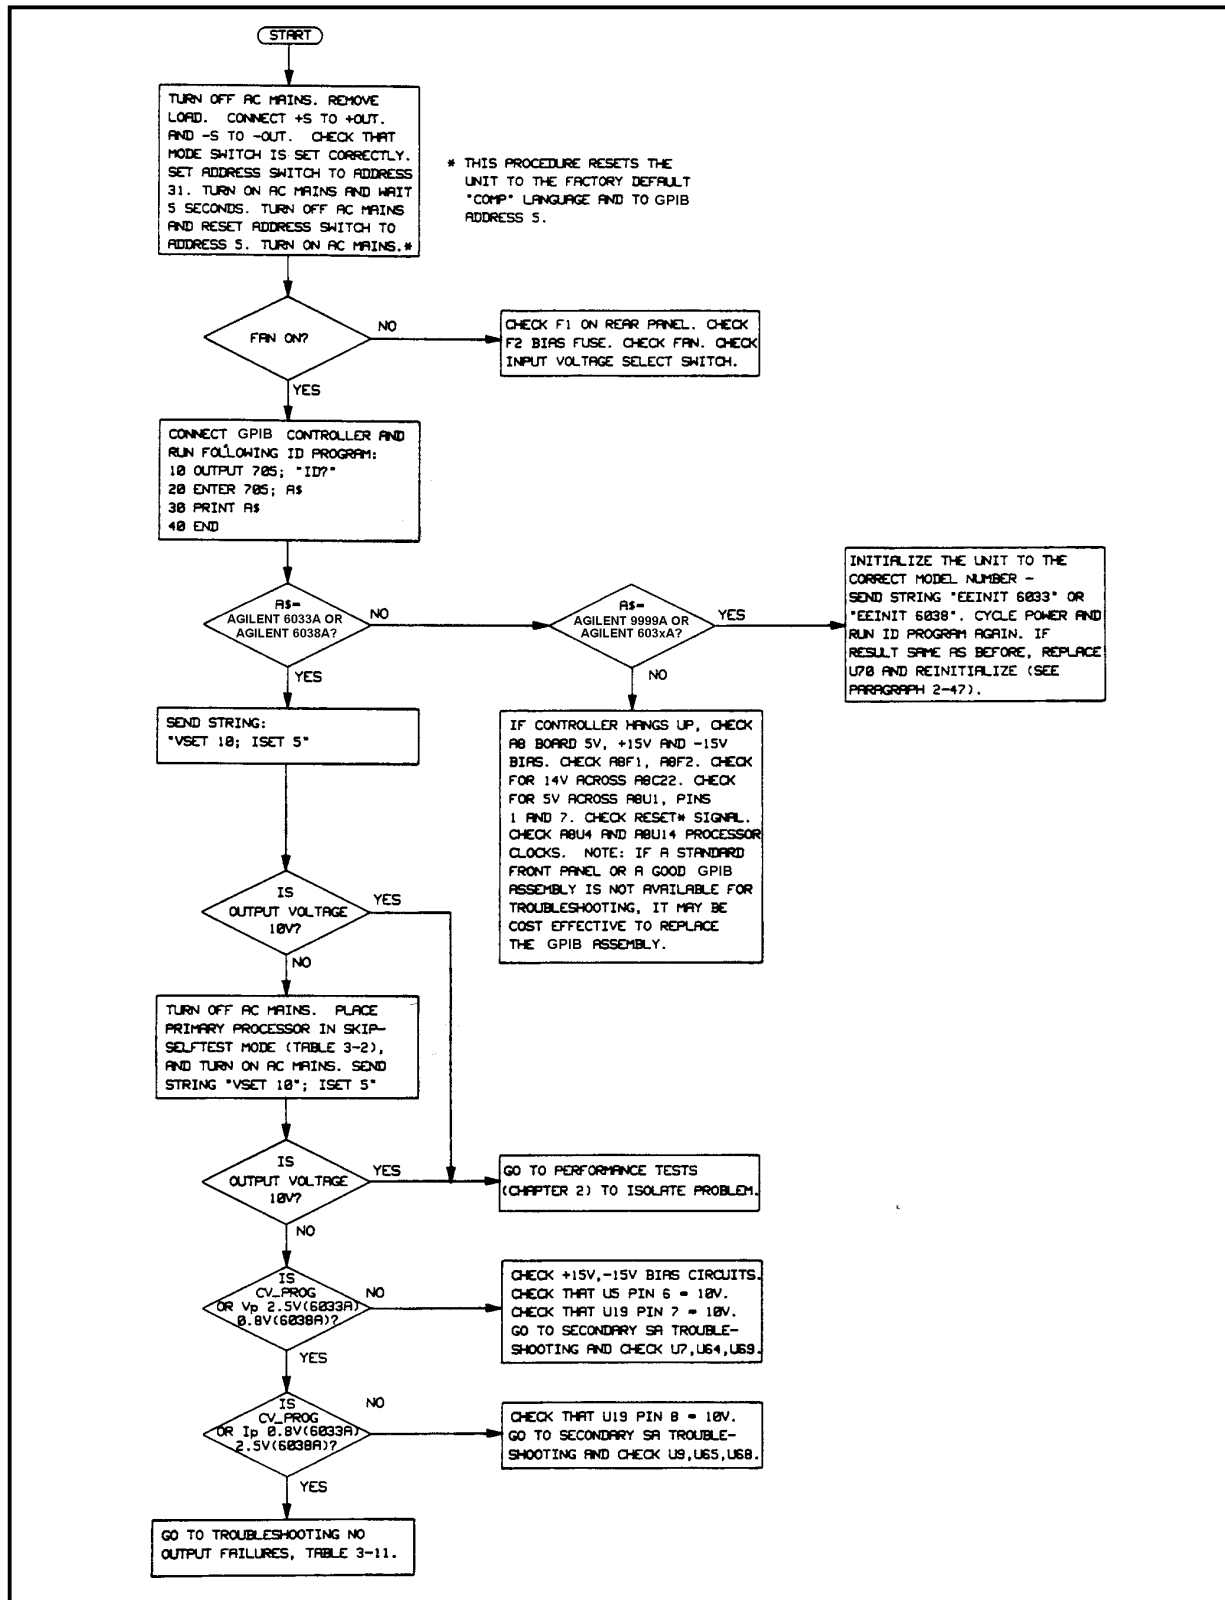 START
TURN OFF AC MAINS. REMOVE
LOAD. CONNECT +S TO +OUT.
AND -S TO -OUT. CHECK THAT
MODE SWITCH IS SET CORRECTLY.
SET ADDRESS SWITCH TO ADDRESS
31. TURN ON AC MAINS AND WAIT
5 SECONDS. TURN OFF AC MAINS
AND RESET ADDRESS SWITCH TO
ADDRESS 5. TURN ON AC MAINS.*
* THIS PROCEDURE RESETS THE
UNIT TO THE FACTORY DEFAULT
"COMP" LANGUAGE AND TO GPIB
ADDRESS 5.
FAN ON?
NO
CHECK F1 ON REAR PANEL. CHECK
F2 BIAS FUSE. CHECK FAN. CHECK
INPUT VOLTAGE SELECT SWITCH.
YES
CONNECT GPIB CONTROLLER AND
RUN FOLLOWING ID PROGRAM:
10 OUTPUT 705; "ID?"
20 ENTER 705; A$
30 PRINT A$
40 END
A$=
AGILENT 6033A OR
AGILENT 6038A?
NO
A$=
AGILENT 9999A OR
AGILENT 603xA?
YES
INITIALIZE THE UNIT TO THE
CORRECT MODEL NUMBER -
SEND STRING "EEINIT 6033" OR
"EEINIT 6038". CYCLE POWER AND
RUN ID PROGRAM AGAIN. IF
RESULT SAME AS BEFORE, REPLACE
U70 AND REINITIALIZE (SEE
PARAGRAPH 2-47).
YES
NO
SEND STRING:
"VSET 10; ISET 5"
IF CONTROLLER HANGS UP, CHECK
A8 BOARD 5V, +15V AND -15V
BIAS. CHECK A8F1, A8F2. CHECK
FOR 14V ACROSS A8C22. CHECK
FOR 5V ACROSS A8U1, PINS
1 AND 7. CHECK RESET* SIGNAL.
CHECK A8U4 AND A8U14 PROCESSOR
CLOCKS. NOTE: IF A STANDARD
FRONT PANEL OR A GOOD GPIB
ASSEMBLY IS NOT AVAILABLE FOR
TROUBLESHOOTING, IT MAY BE
COST EFFECTIVE TO REPLACE
THE GPIB ASSEMBLY.
IS
OUTPUT VOLTAGE
10V?
YES
NO
TURN OFF AC MAINS. PLACE
PRIMARY PROCESSOR IN SKIP-
SELFTEST MODE (TABLE 3-2),
AND TURN ON AC MAINS. SEND
STRING "VSET 10"; ISET 5"
IS
OUTPUT VOLTAGE
10V?
YES
GO TO PERFORMANCE TESTS
(CHAPTER 2) TO ISOLATE PROBLEM.
NO
IS
CV_PROG
OR Vp 2.5V(6033A)
0.8V(6038A)?
NO
CHECK +15V,-15V BIAS CIRCUITS.
CHECK THAT U5 PIN 6 = 10V.
CHECK THAT U19 PIN 7 = 10V.
GO TO SECONDARY SA TROUBLE-
SHOOTING AND CHECK U7,U64,U69.
YES
IS
CV_PROG
OR Ip 0.8V(6033A)
2.5V(6038A)?
NO
CHECK THAT U19 PIN 8 = 10V.
GO TO SECONDARY SA TROUBLE-
SHOOTING AND CHECK U9,U65,U68.
YES
GO TO TROUBLESHOOTING NO
OUTPUT FAILURES, TABLE 3-11.